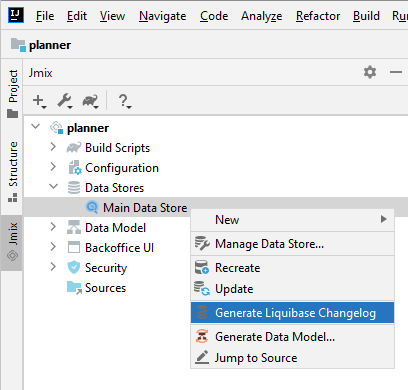 IJ File Edit View Navigate Code Analyze Refactor Build Run
planner
Jmix
Project
Structure
Jmix
planner
Build Scripts
Configuration
Data Stores
Main Data Store
Data Model
Backoffice UI
Security
Sources
New
Manage Data Store...
Recreate
Update
Generate Liquibase Changelog
Generate Data Model...
Jump to Source